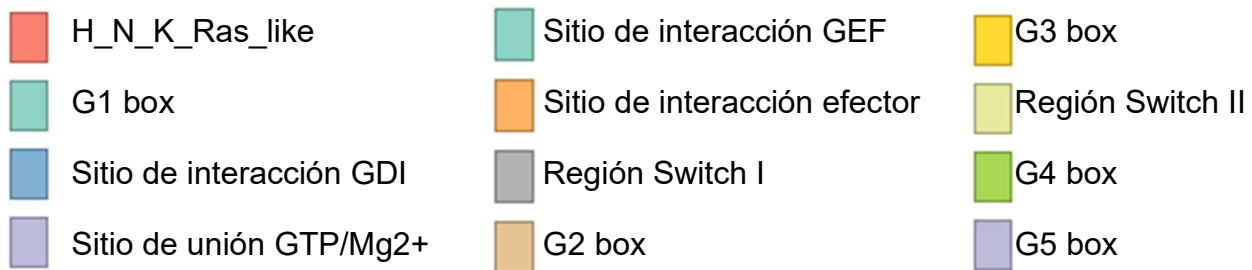 H_N_K_Ras_like
G1 box
Sitio de interacción GDI
Sitio de unión GTP/Mg2+
Sitio de interacción GEF
Sitio de interacción efector
Región Switch I
G2 box
G3 box
Región Switch II
G4 box
G5 box